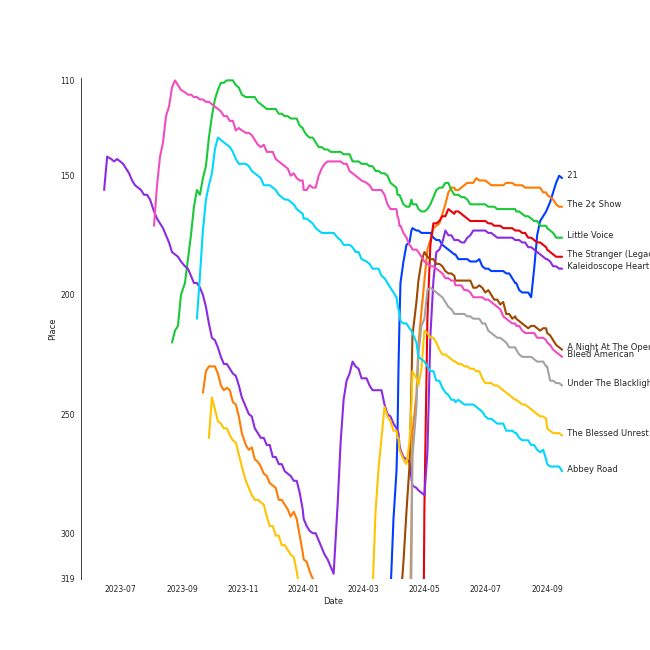 110
150
200
250
300
319
Place
2023-07
2023-09
2023-11
2024-01
2024-03
2024-05
2024-07
2024-09
Date
21
The 2¢ Show
Little Voice
The Stranger (Legac
Kaleidoscope Heart
A Night At The Oper
Bleed American
Under The Blackligh
The Blessed Unrest
Abbey Road